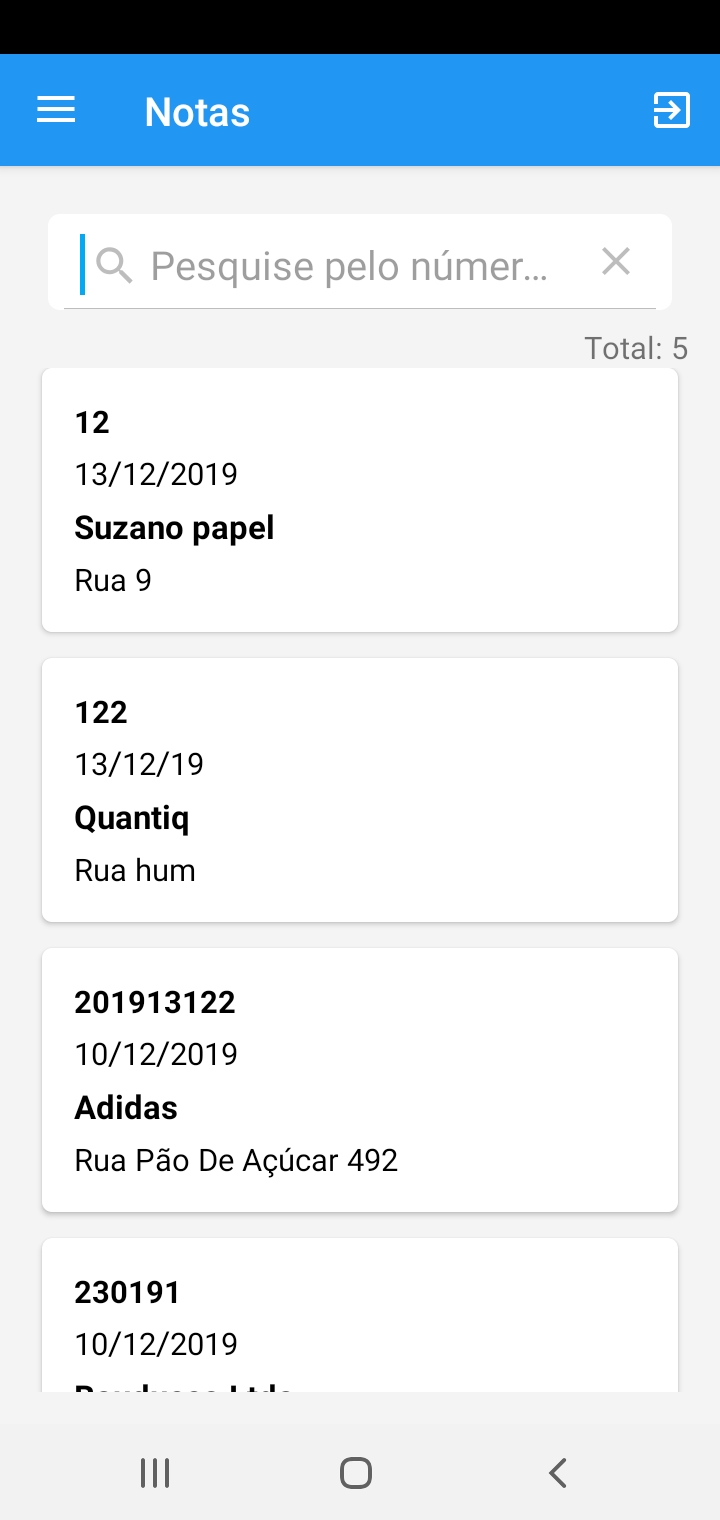 Notas
Pesquise pelo númer...
Total: 5
12
13/12/2019
Suzano papel
Rua 9
122
13/12/19
Quantiq
Rua hum
201913122
10/12/2019
Adidas
Rua Pão De Açúcar 492
230191
10/12/2019